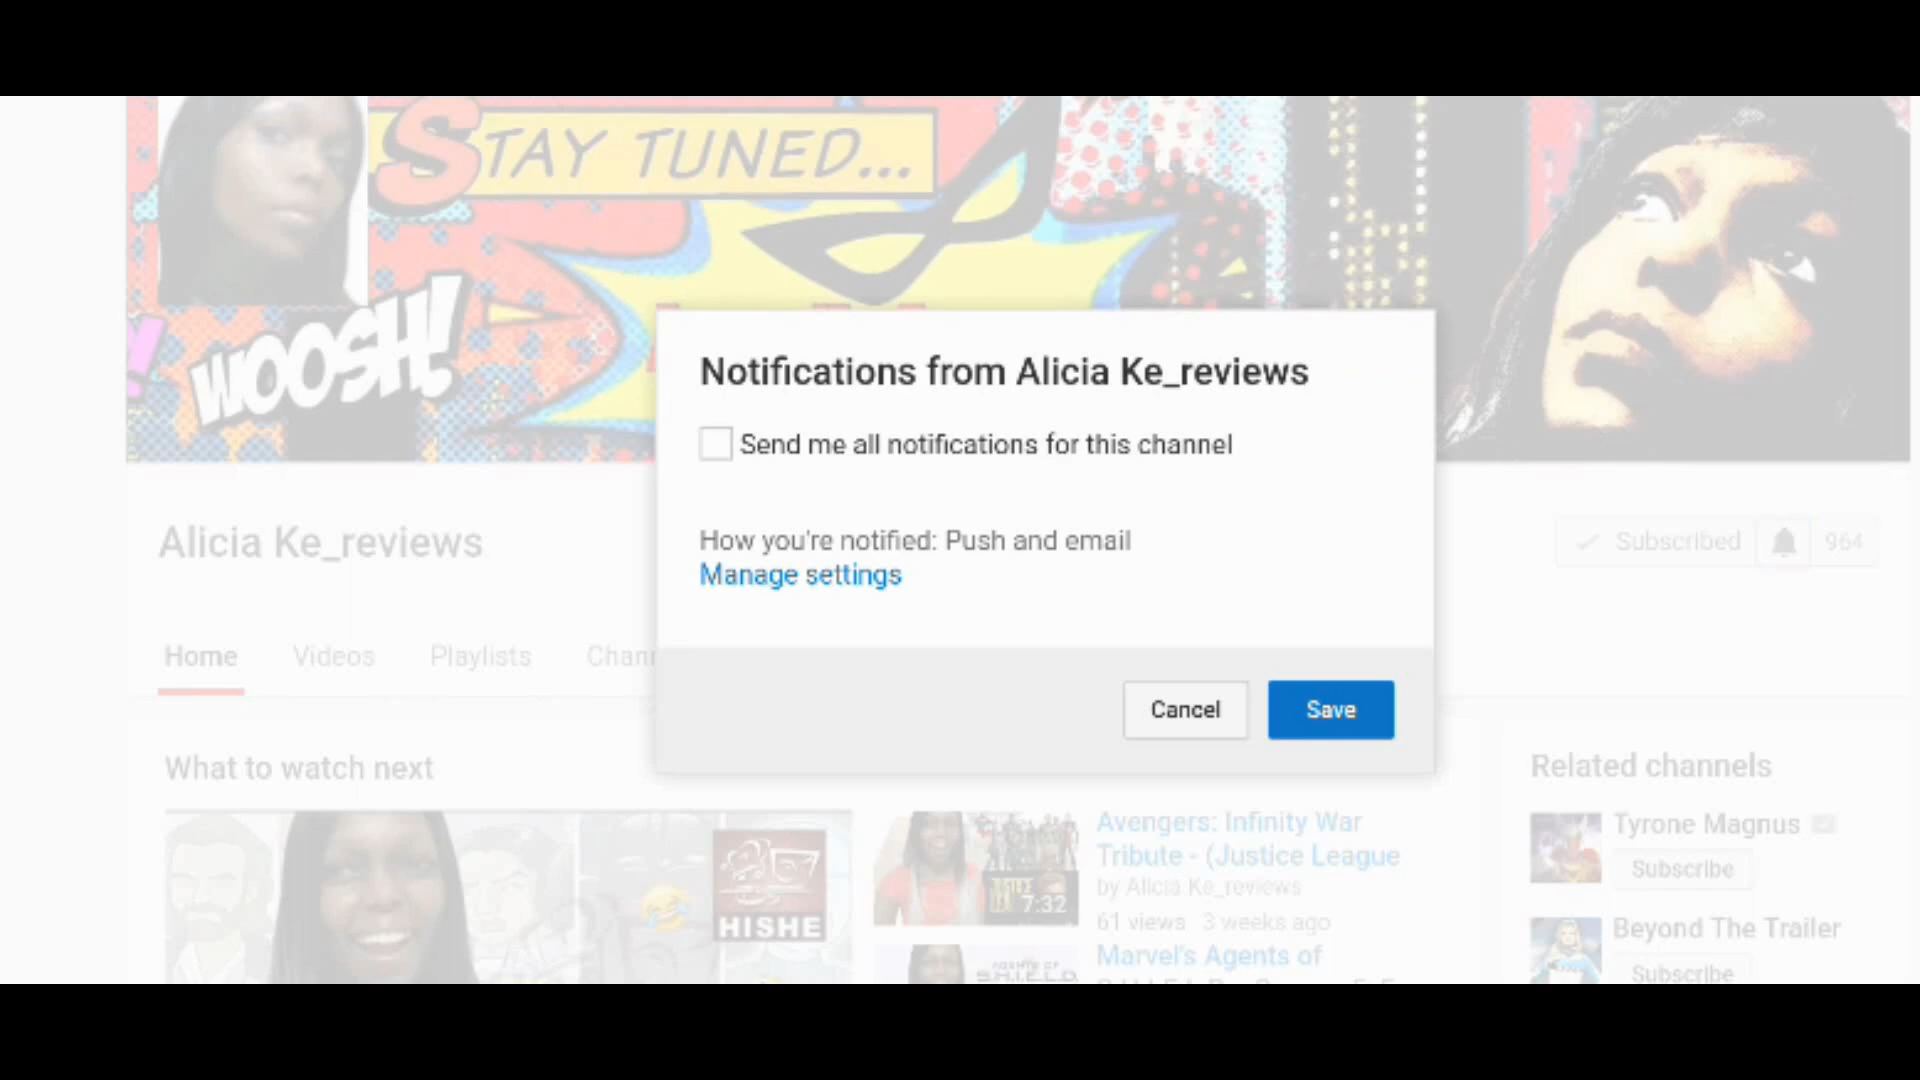 STAY TUNED...
WOOSH!
Notifications from Alicia Ke_reviews
Send me all notifications for this channel
How you're notified: Push and email
Manage settings
Cancel
Save
Alicia Ke_reviews
Subscribed
964
Home
Videos
Playlists
What to watch next
HISHE
7:32
Avengers: Infinity War
Tribute - (Justice League
by Alicia Ke_reviews
61 views 3 weeks ago
Marvel's Agents of
Related channels
Tyrone Magnus
Subscribe
Beyond The Trailer
Subscribe